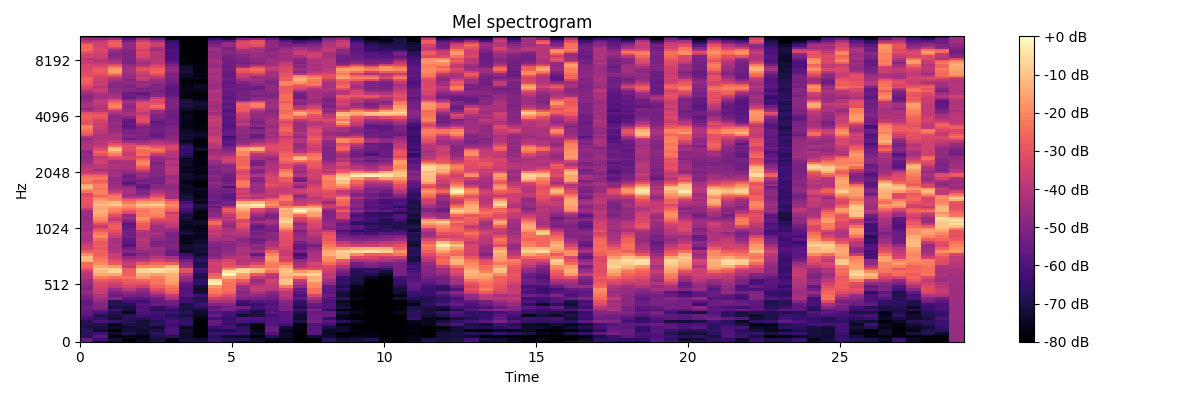 Mel spectrogram
+0 dB
-10 dB
-20 dB
-30 dB
-40 dB
-50 dB
-60 dB
-70 dB
-80 dB
Hz
8192
4096
2048
1024
512
0
0 5 10 15 20 25
Time